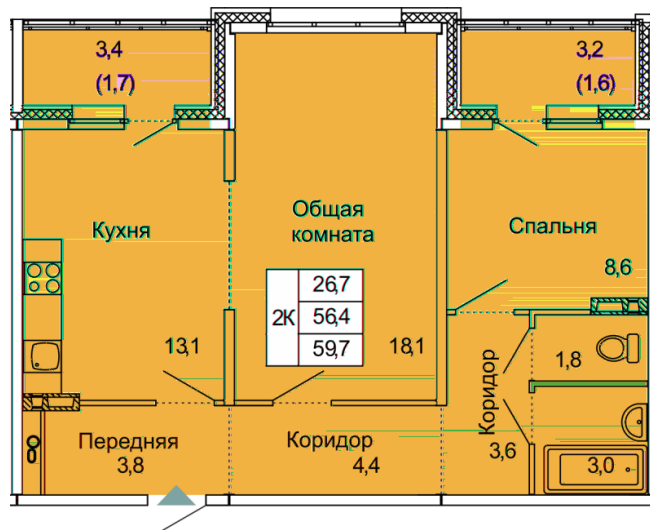 3,4
(1,7)
3,2
(1,6)
Кухня
13,1
Общая
комната
18,1
2К
26,7
56,4
59,7
Спальня
8,6
1,8
Коридор
3,6
3,0
Передняя
3,8
Коридор
4,4